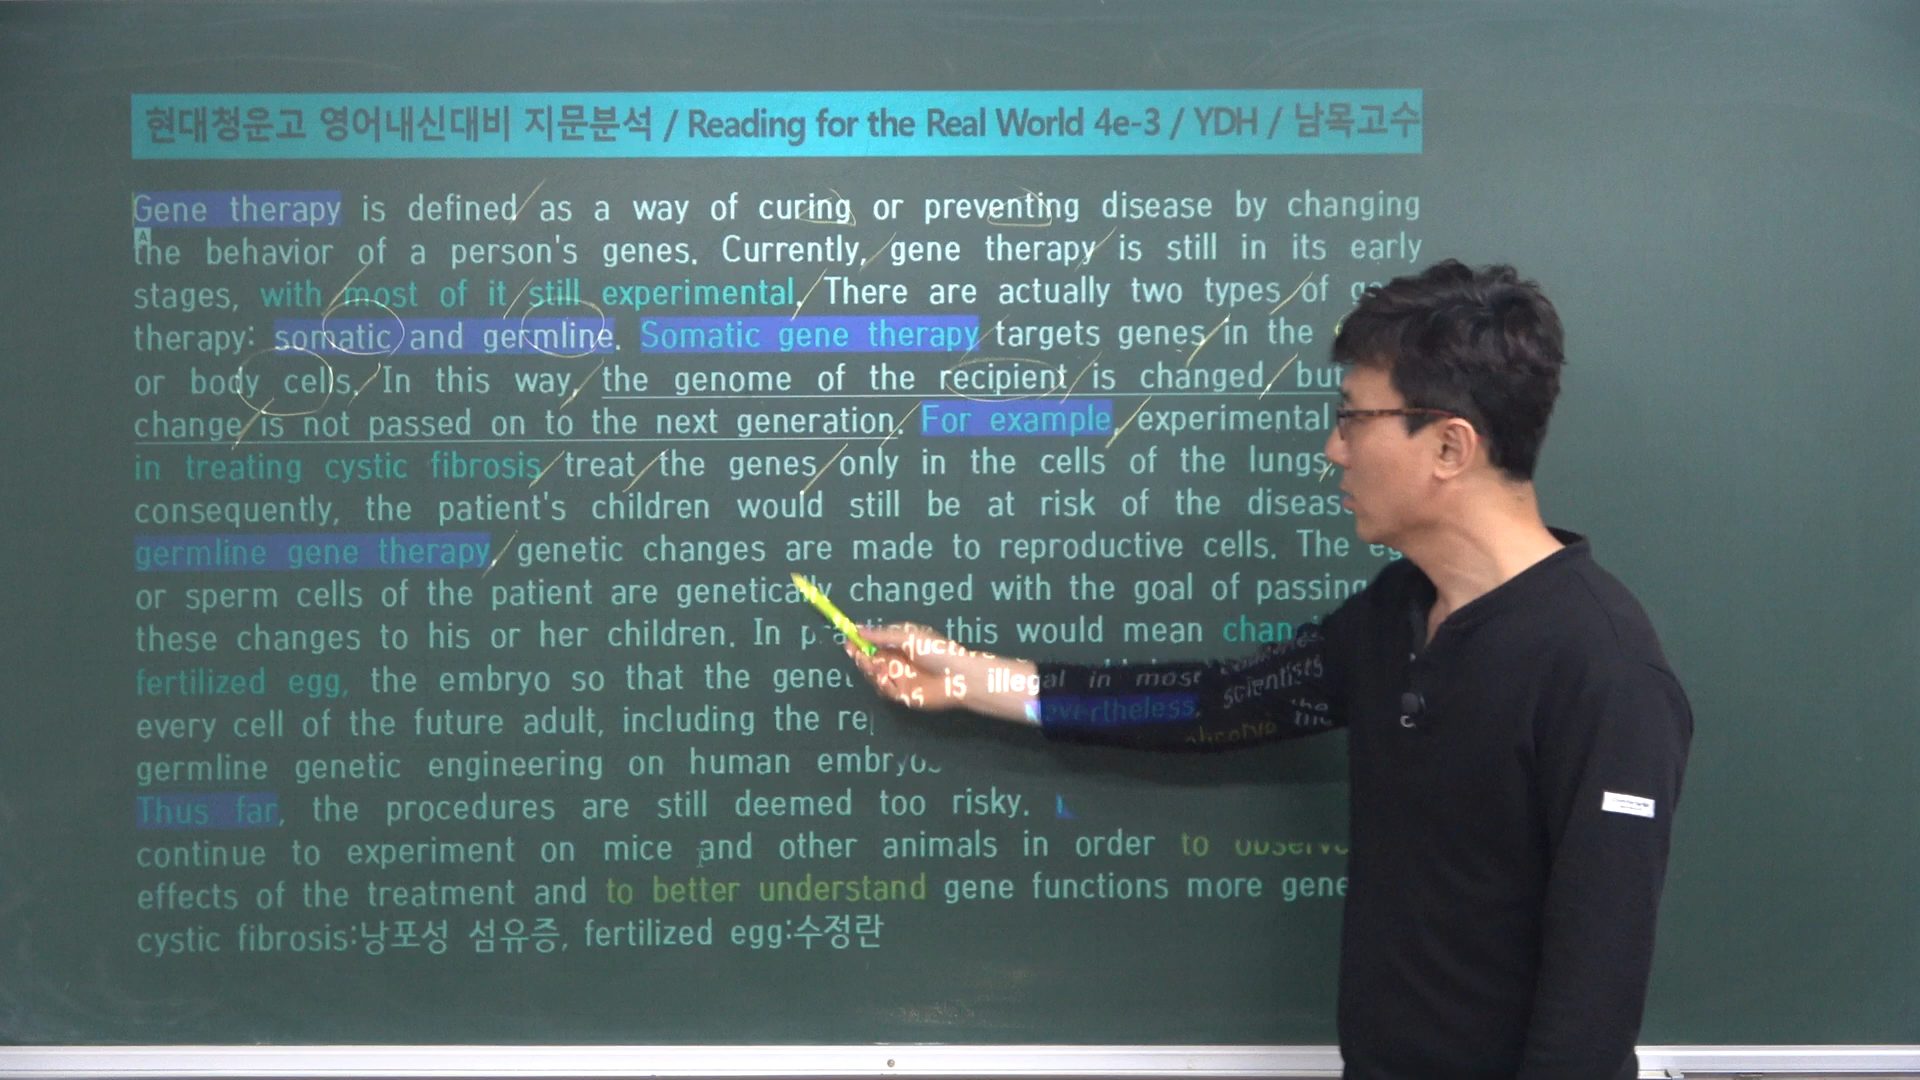 현대청운고 영어내신대비 지문분석 / Reading for the Real World 4e-3 / YDH / 남목고수
Gene therapy is defined as a way of curing or preventing disease by changing
A
the behavior of a person's genes. Currently, gene therapy is still in its early
stages, with most of it still experimental. There are actually two types of
therapy: somatic and germline. Somatic gene therapy targets genes in the
or body cells. In this way, the genome of the recipient is changed, but
change is not passed on to the next generation. For example, experimental
in treating cystic fibrosis treat the genes only in the cells of the lungs;
consequently, the patient's children would still be at risk of the
germline gene therapy, genetic changes are made to reproductive cells. The
or sperm cells of the patient are genetically changed with the goal of passing
these changes to his or her children. In this would mean
fertilized egg, the embryo so that the
every cell of the future adult, including the
is illegal in most scientists
germline genetic engineering on human
Thus far, the procedures are still deemed too risky.
continue to experiment on mice and other animals in order to
effects of the treatment and to better understand gene functions more
cystic fibrosis:낭포성 섬유증, fertilized egg:수정란